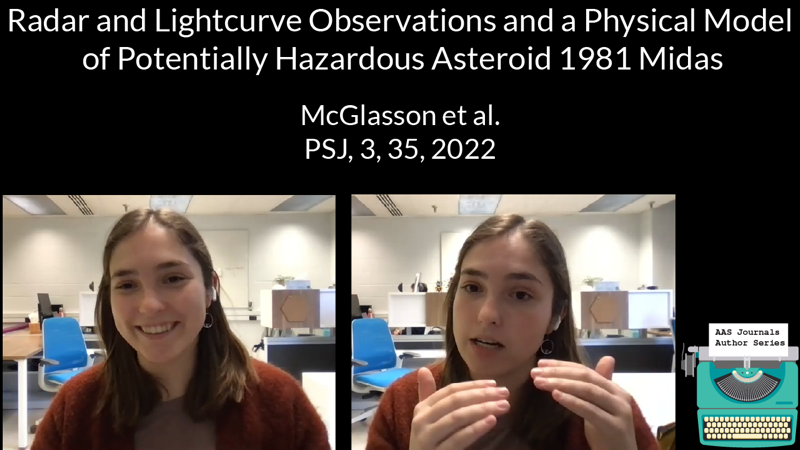 Radar and Lightcurve Observations and a Physical Model
of Potentially Hazardous Asteroid 1981 Midas
McGlasson et al.
PSJ, 3, 35, 2022
AAS Journals
Author Series